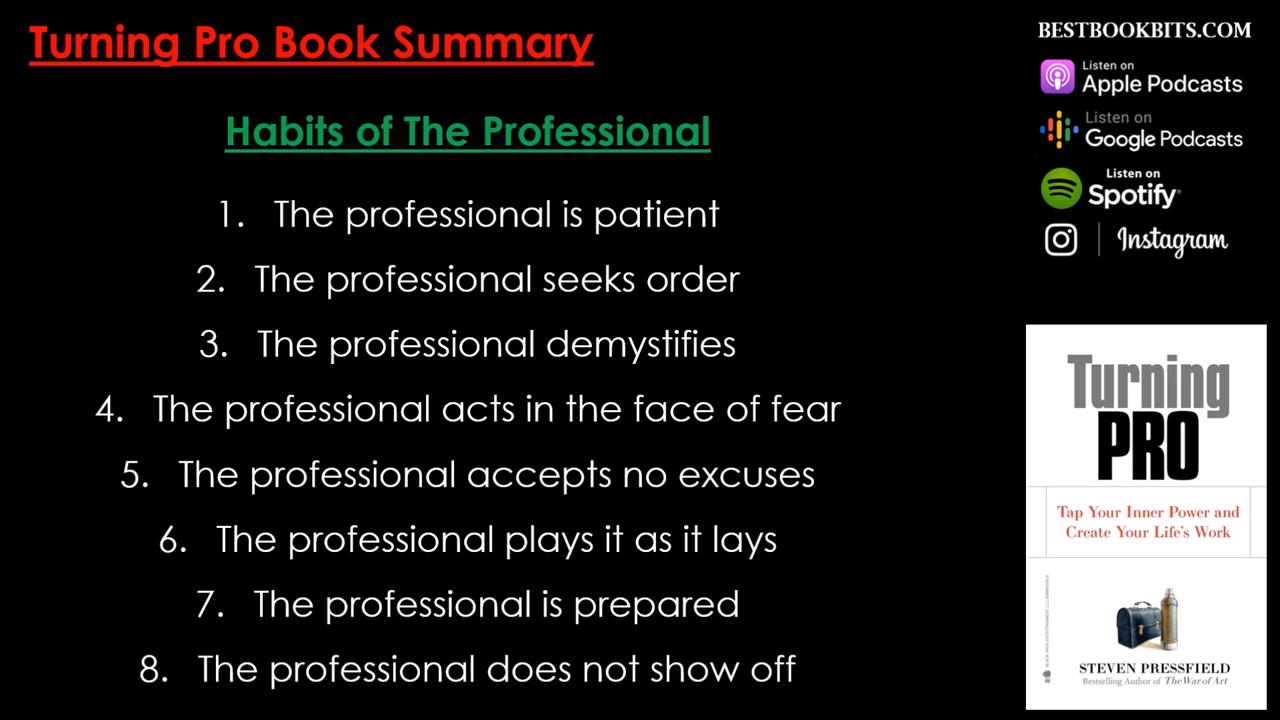 Turning Pro Book Summary
Habits of The Professional
1. The professional is patient
2. The professional seeks order
3. The professional demystifies
4. The professional acts in the face of fear
5. The professional accepts no excuses
6. The professional plays it as it lays
7. The professional is prepared
8. The professional does not show off
BESTBOOKBITS.COM
Listen on
Apple Podcasts
Listen on
Google Podcasts
Listen on
Spotify
Instagram
Turning
PRO
Tap Your Inner Power and
Create Your Life's Work
STEVEN PRESSFIELD
Bestselling Author of The War of Art